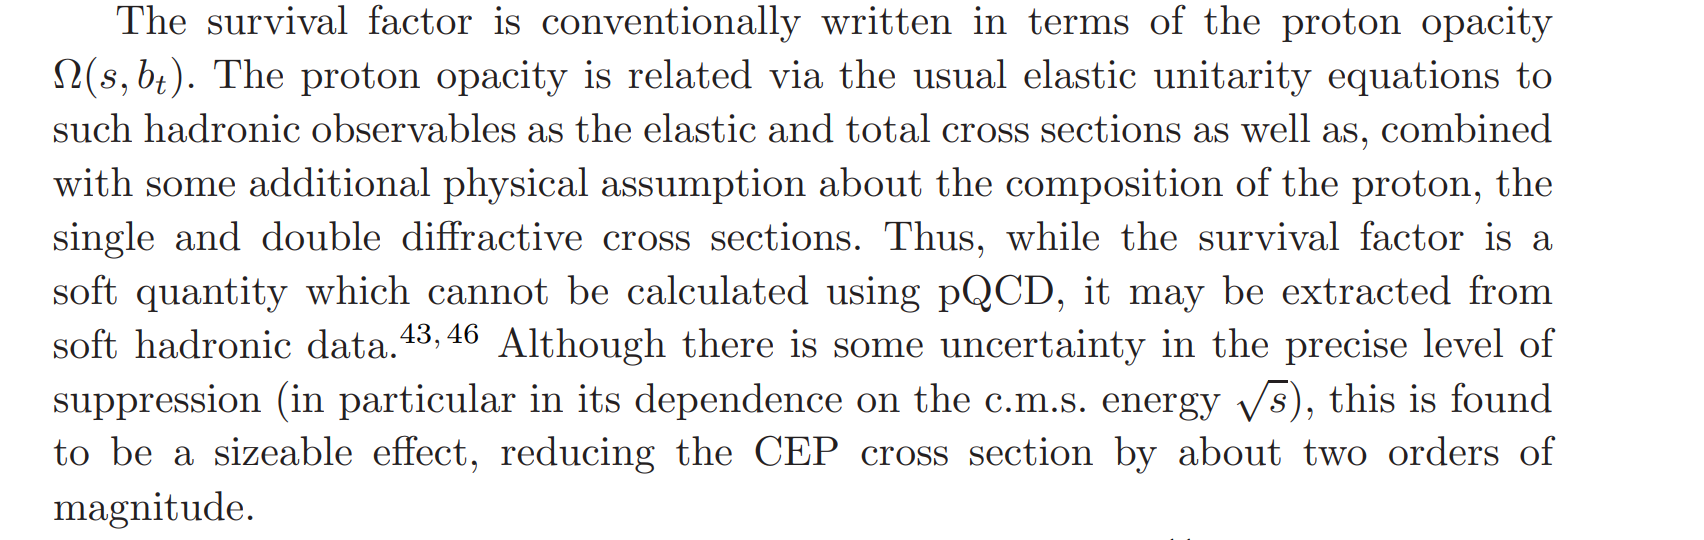 The survival factor is conventionally written in terms of the proton opacity
Ω(s, bₜ). The proton opacity is related via the usual elastic unitarity equations to
such hadronic observables as the elastic and total cross sections as well as, combined
with some additional physical assumption about the composition of the proton, the
single and double diffractive cross sections. Thus, while the survival factor is a
soft quantity which cannot be calculated using pQCD, it may be extracted from
soft hadronic data.⁴³,⁴⁶ Although there is some uncertainty in the precise level of
suppression (in particular in its dependence on the c.m.s. energy √s), this is found
to be a sizeable effect, reducing the CEP cross section by about two orders of
magnitude.